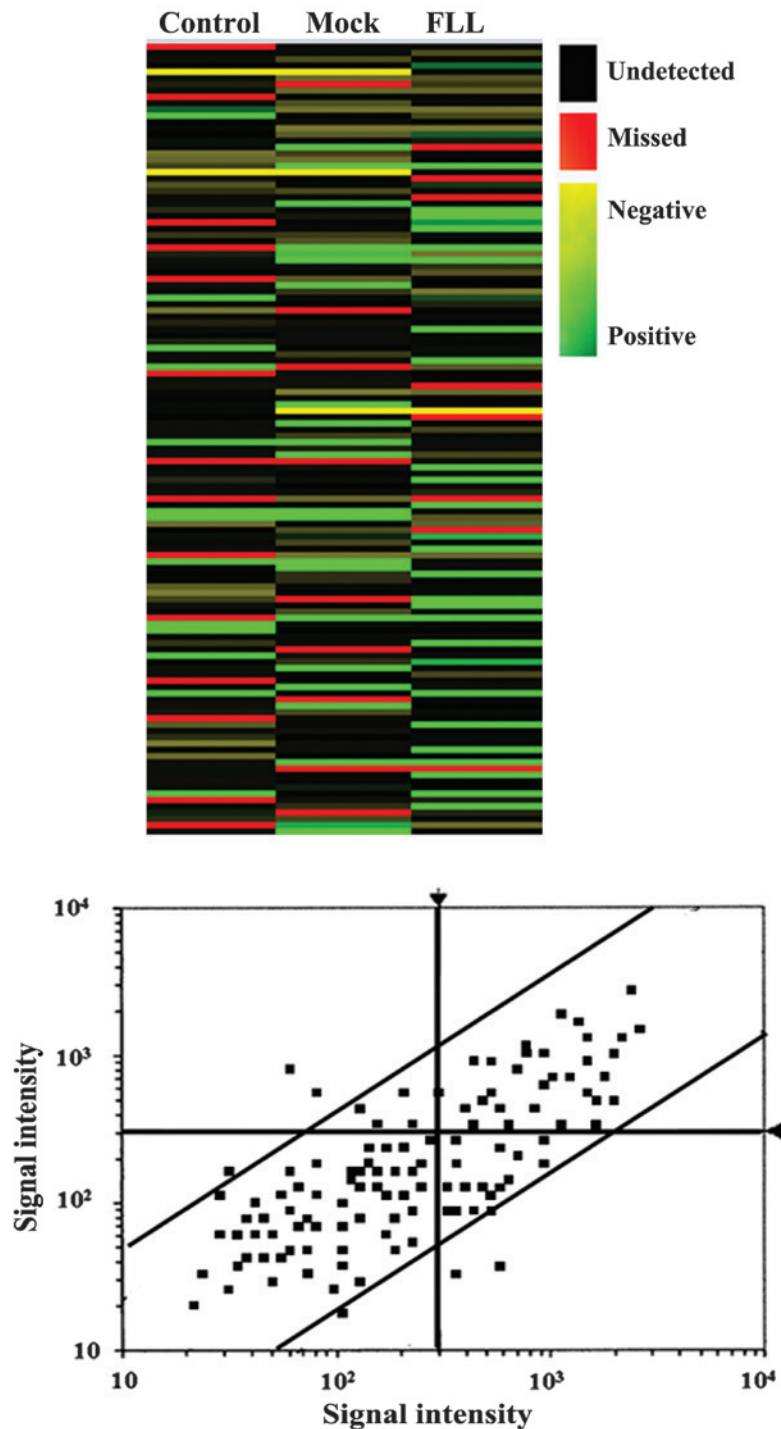 Control Mock FLL
Undetected
Missed
Negative
Positive
10⁴
10³
10²
10
Signal intensity
10 10² 10³ 10⁴
Signal intensity